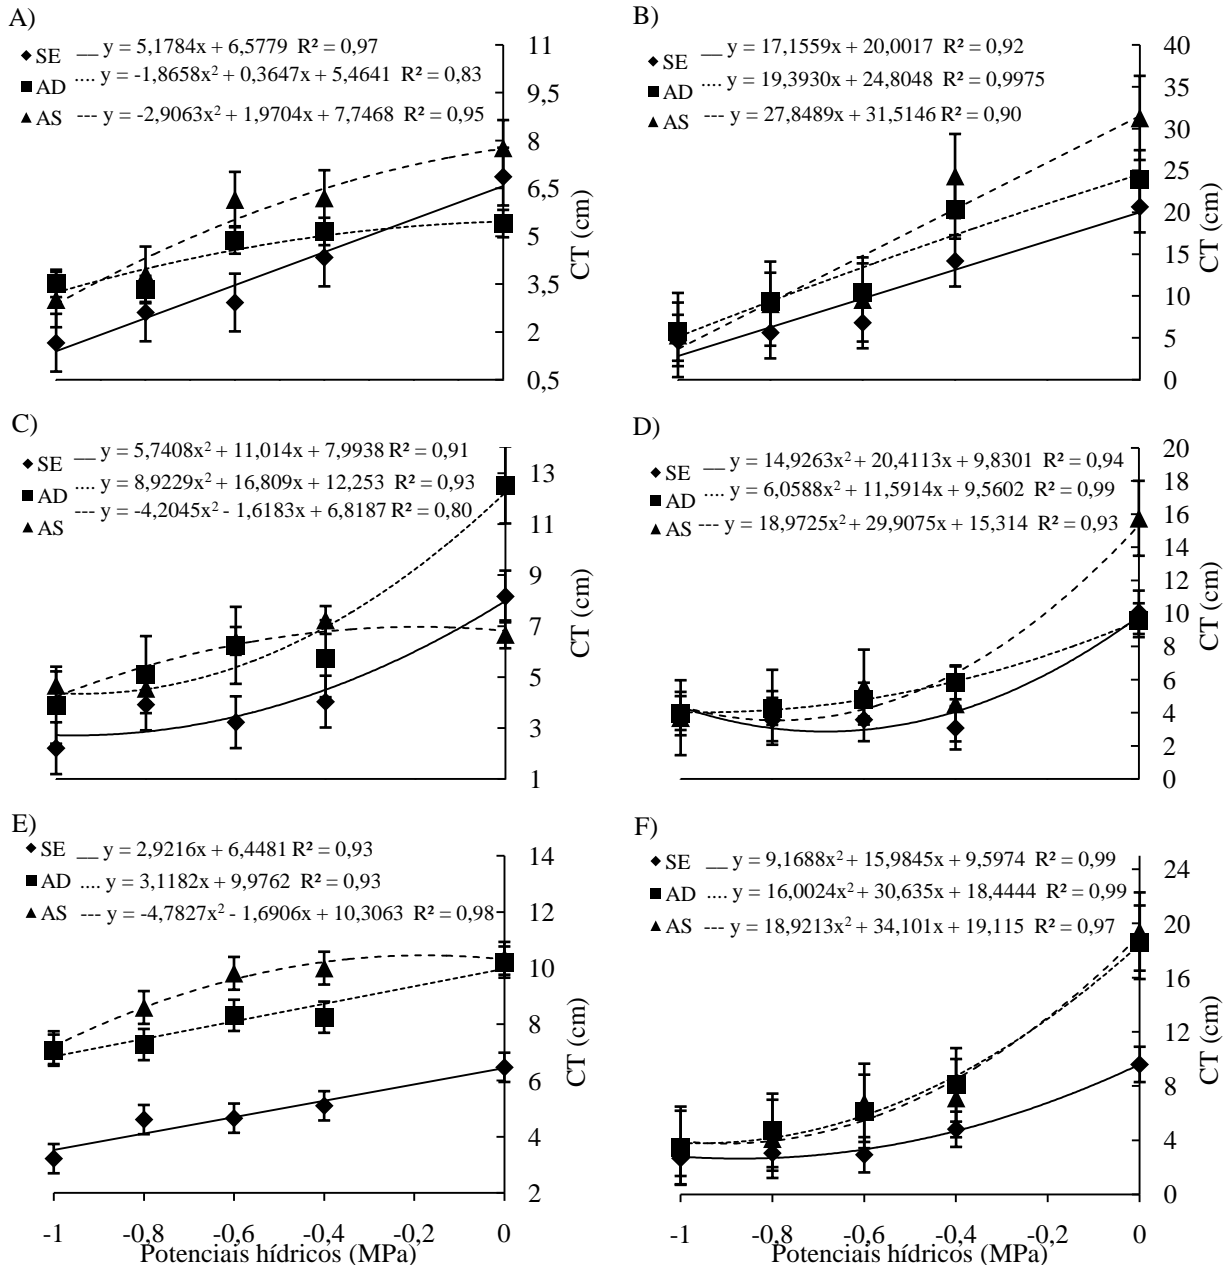 A)
SE __ y = 5,1784x + 6,5779 R² = 0,97
AD .... y = -1,8658x² + 0,3647x + 5,4641 R² = 0,83
AS --- y = -2,9063x² + 1,9704x + 7,7468 R² = 0,95
11
9,5
8
6,5
5
3,5
2
0,5
CT (cm)
B)
SE __ y = 17,1559x + 20,0017 R² = 0,92
AD .... y = 19,3930x + 24,8048 R² = 0,9975
AS --- y = 27,8489x + 31,5146 R² = 0,90
40
35
30
25
20
15
10
5
0
CT (cm)
C)
SE __ y = 5,7408x² + 11,014x + 7,9938 R² = 0,91
AD .... y = 8,9229x² + 16,809x + 12,253 R² = 0,93
AS --- y = -4,2045x² - 1,6183x + 6,8187 R² = 0,80
13
11
9
7
5
3
1
CT (cm)
D)
SE __ y = 14,9263x² + 20,4113x + 9,8301 R² = 0,94
AD .... y = 6,0588x² + 11,5914x + 9,5602 R² = 0,99
AS --- y = 18,9725x² + 29,9075x + 15,314 R² = 0,93
20
18
16
14
12
10
8
6
4
2
0
CT (cm)
E)
SE __ y = 2,9216x + 6,4481 R² = 0,93
AD .... y = 3,1182x + 9,9762 R² = 0,93
AS --- y = -4,7827x² - 1,6906x + 10,3063 R² = 0,98
14
12
10
8
6
4
2
CT (cm)
-1 -0,8 -0,6 -0,4 -0,2 0
Potenciais hídricos (MPa)
F)
SE __ y = 9,1688x² + 15,9845x + 9,5974 R² = 0,99
AD .... y = 16,0024x² + 30,635x + 18,4444 R² = 0,99
AS --- y = 18,9213x² + 34,101x + 19,115 R² = 0,97
24
20
16
12
8
4
0
CT (cm)
-1 -0,8 -0,6 -0,4 -0,2 0
Potenciais hídricos (MPa)